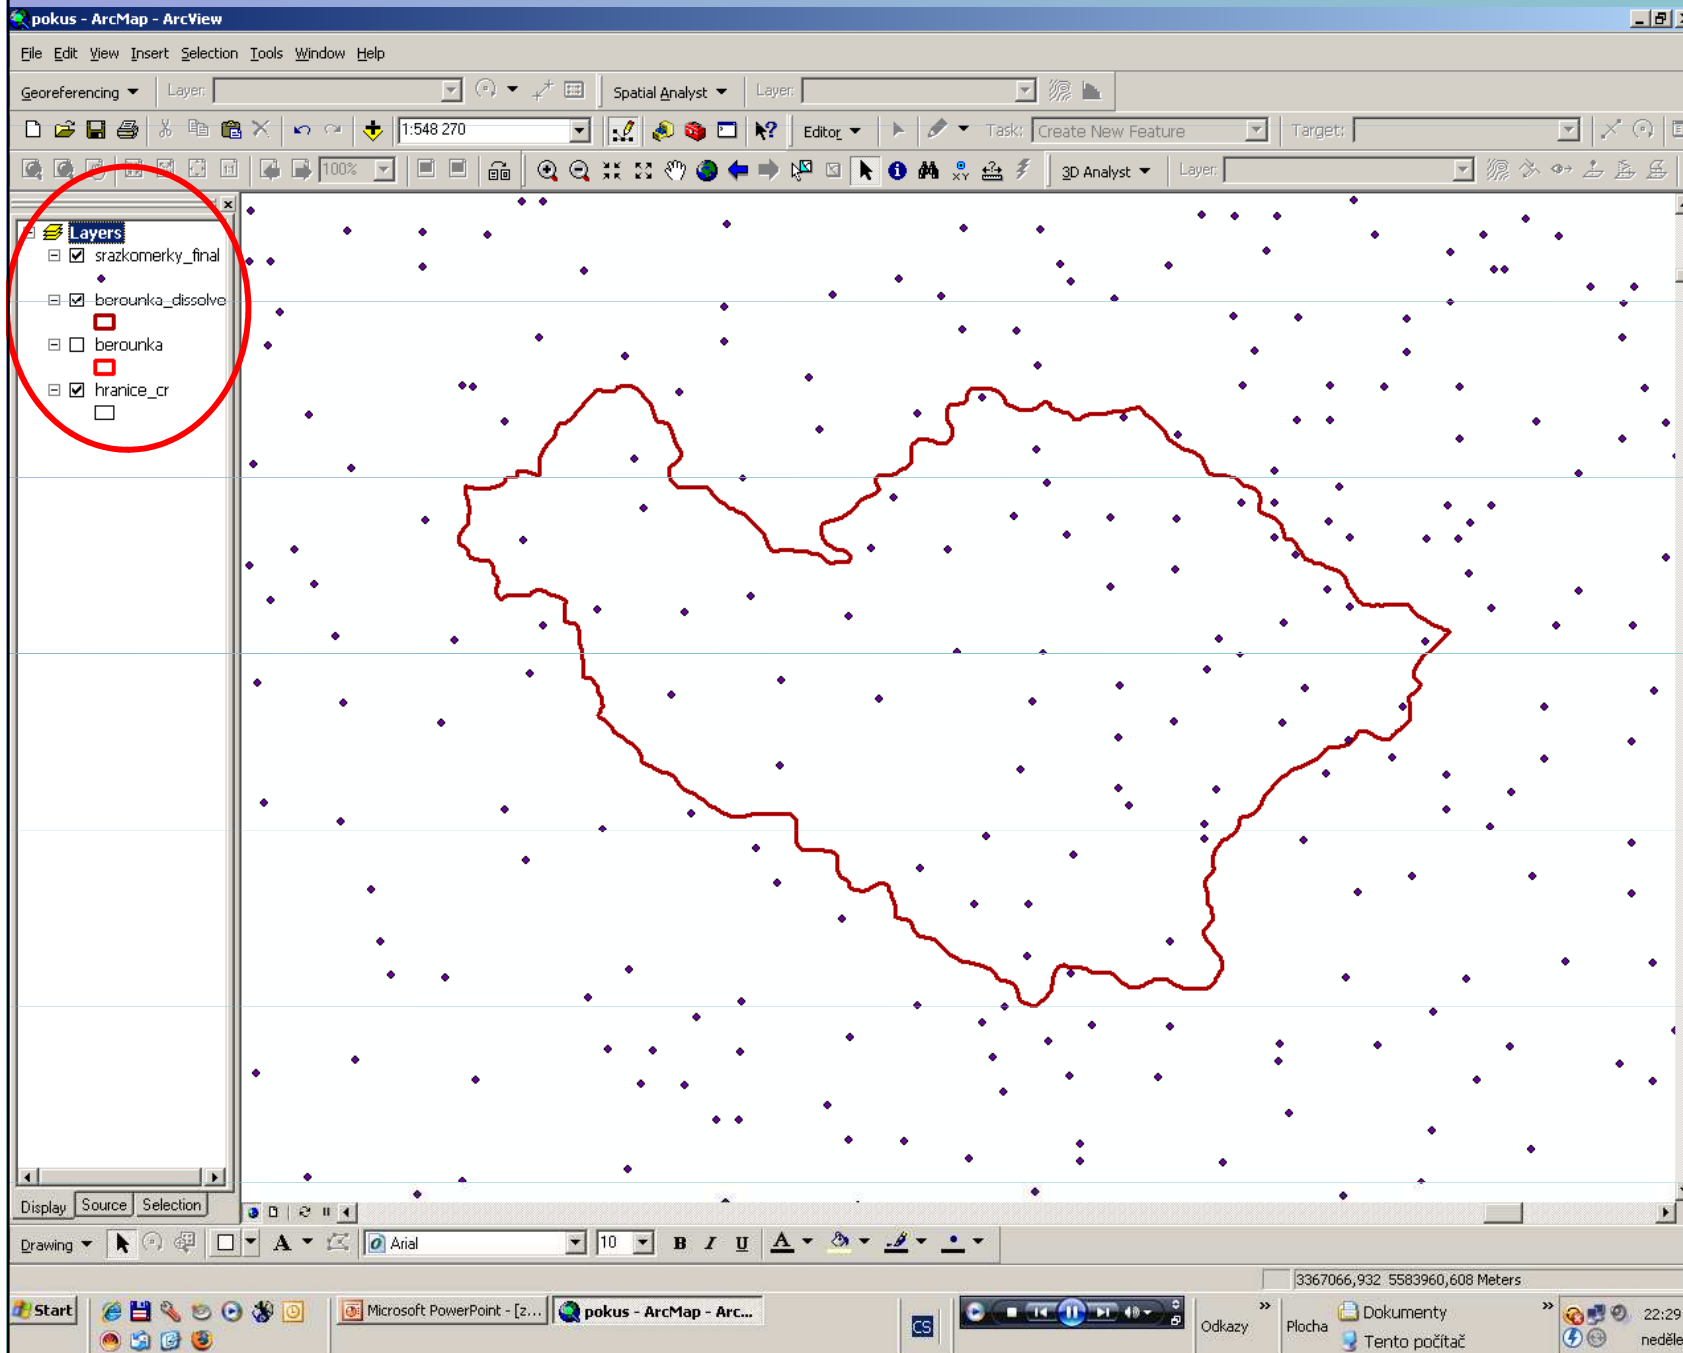 pokus - ArcMap - ArcView
File Edit View Insert Selection Tools Window Help
Georeferencing Layer: Spatial Analyst Layer:
1:548 270 Editor Task: Create New Feature Target:
100% 3D Analyst Layer:
Layers
srazkomerky_final
berounka_dissolve
berounka
hranice_cr
Display Source Selection
Drawing A Arial 10 B I U A
3367066,932 5583960,608 Meters
Start Microsoft PowerPoint - [z... pokus - ArcMap - Arc... CS Odkazy Plocha Dokumenty 22:29
Tento počítač neděle